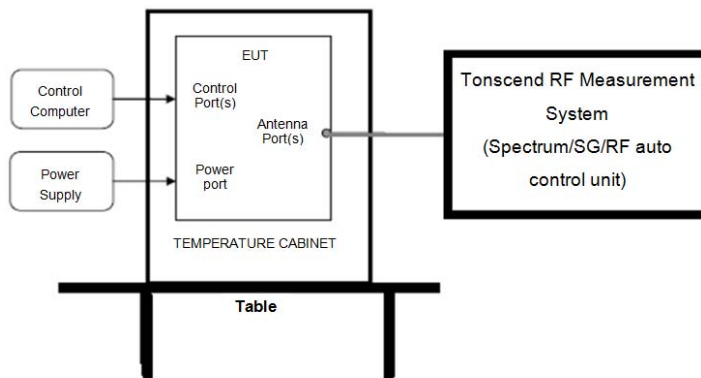 EUT
Control
Computer
Control
Port(s)
Antenna
Port(s)
Power
Supply
Power
port
TEMPERATURE CABINET
Table
Tonscend RF Measurement
System
(Spectrum/SG/RF auto
control unit)